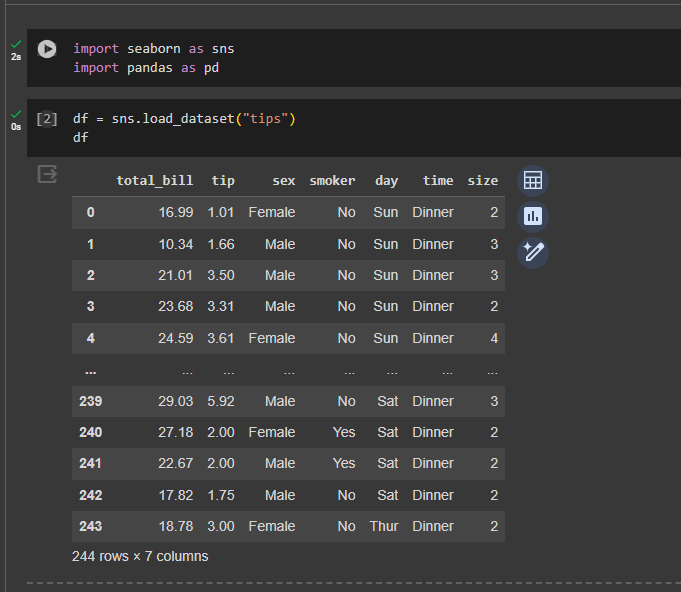 2s
import seaborn as sns
import pandas as pd
0s
[2] df = sns.load_dataset("tips")
df
total_bill tip sex smoker day time size
0 16.99 1.01 Female No Sun Dinner 2
1 10.34 1.66 Male No Sun Dinner 3
2 21.01 3.50 Male No Sun Dinner 3
3 23.68 3.31 Male No Sun Dinner 2
4 24.59 3.61 Female No Sun Dinner 4
... ... ... ... ... ... ... ...
239 29.03 5.92 Male No Sat Dinner 3
240 27.18 2.00 Female Yes Sat Dinner 2
241 22.67 2.00 Male Yes Sat Dinner 2
242 17.82 1.75 Male No Sat Dinner 2
243 18.78 3.00 Female No Thur Dinner 2
244 rows × 7 columns